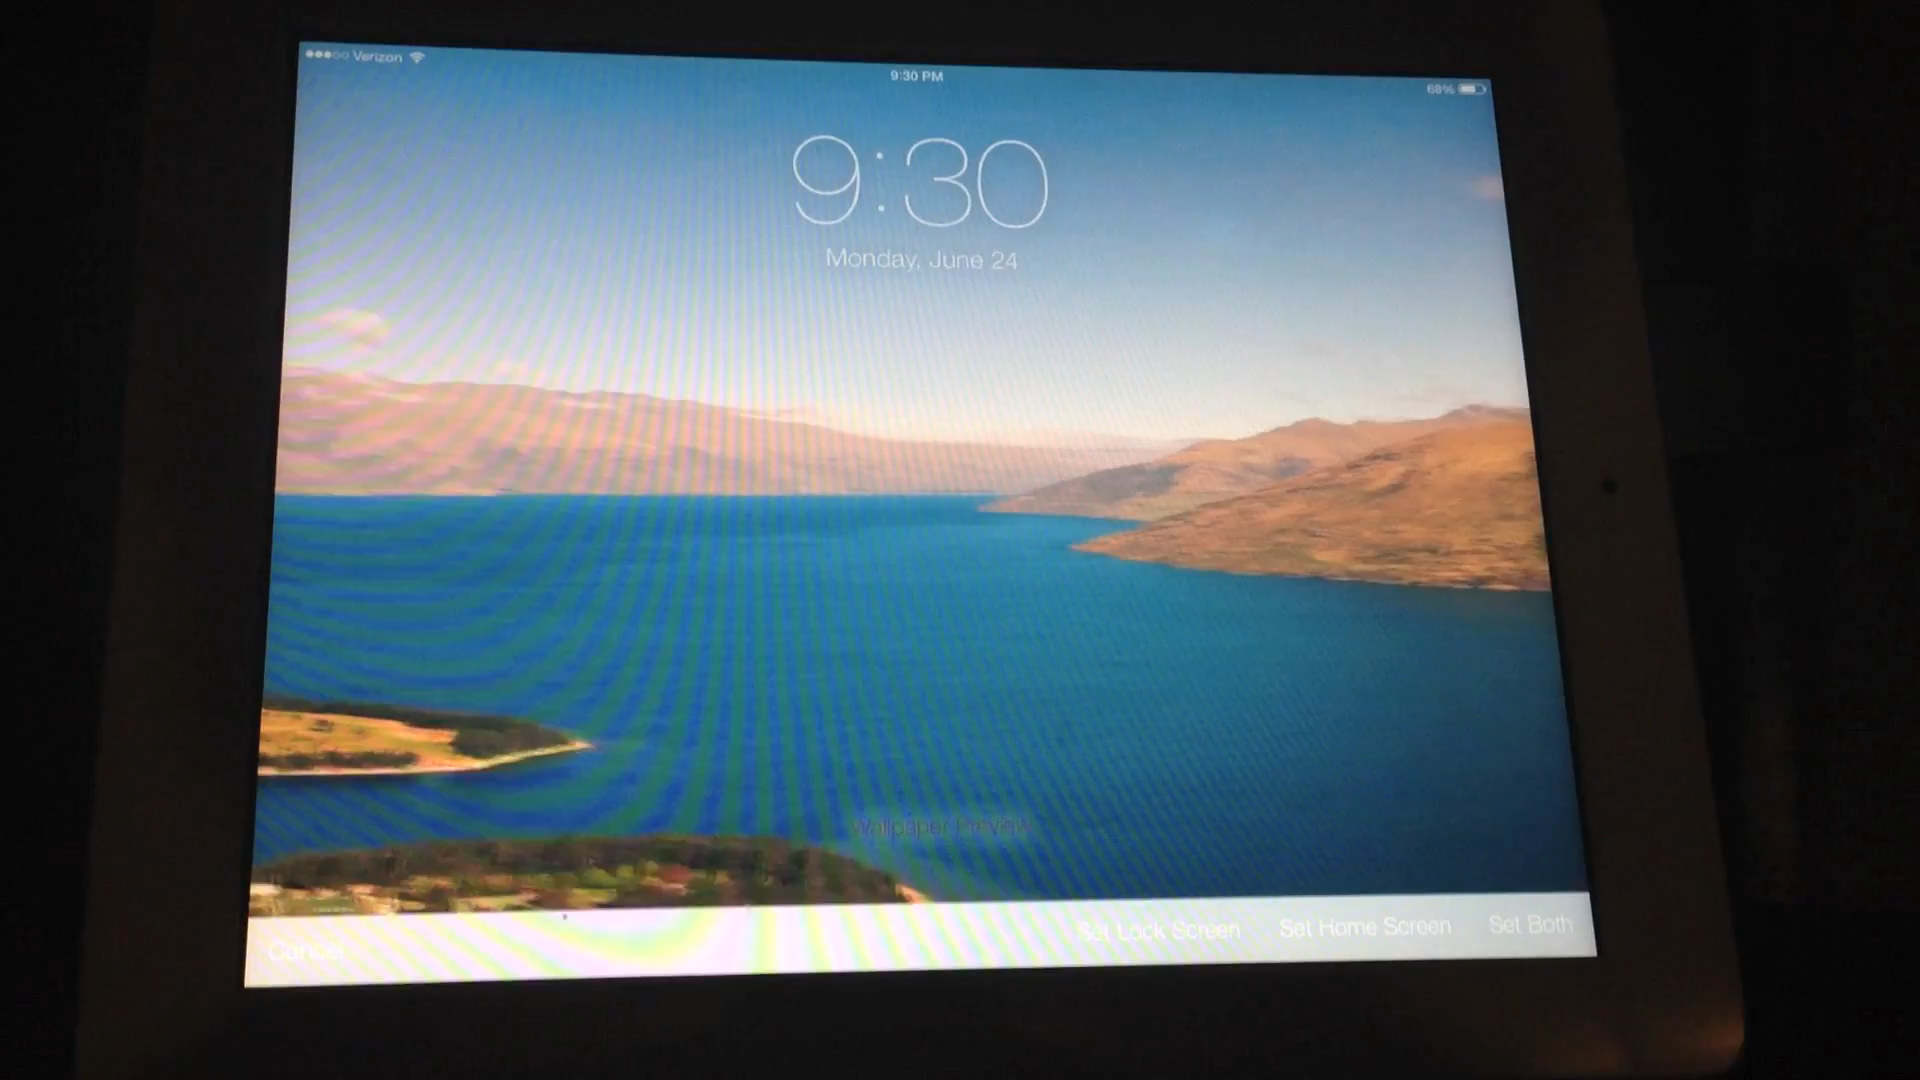 Verizon
9:30 PM
68%
9:30
Monday, June 24
Wallpaper Preview
Cancel
Set Lock Screen
Set Home Screen
Set Both